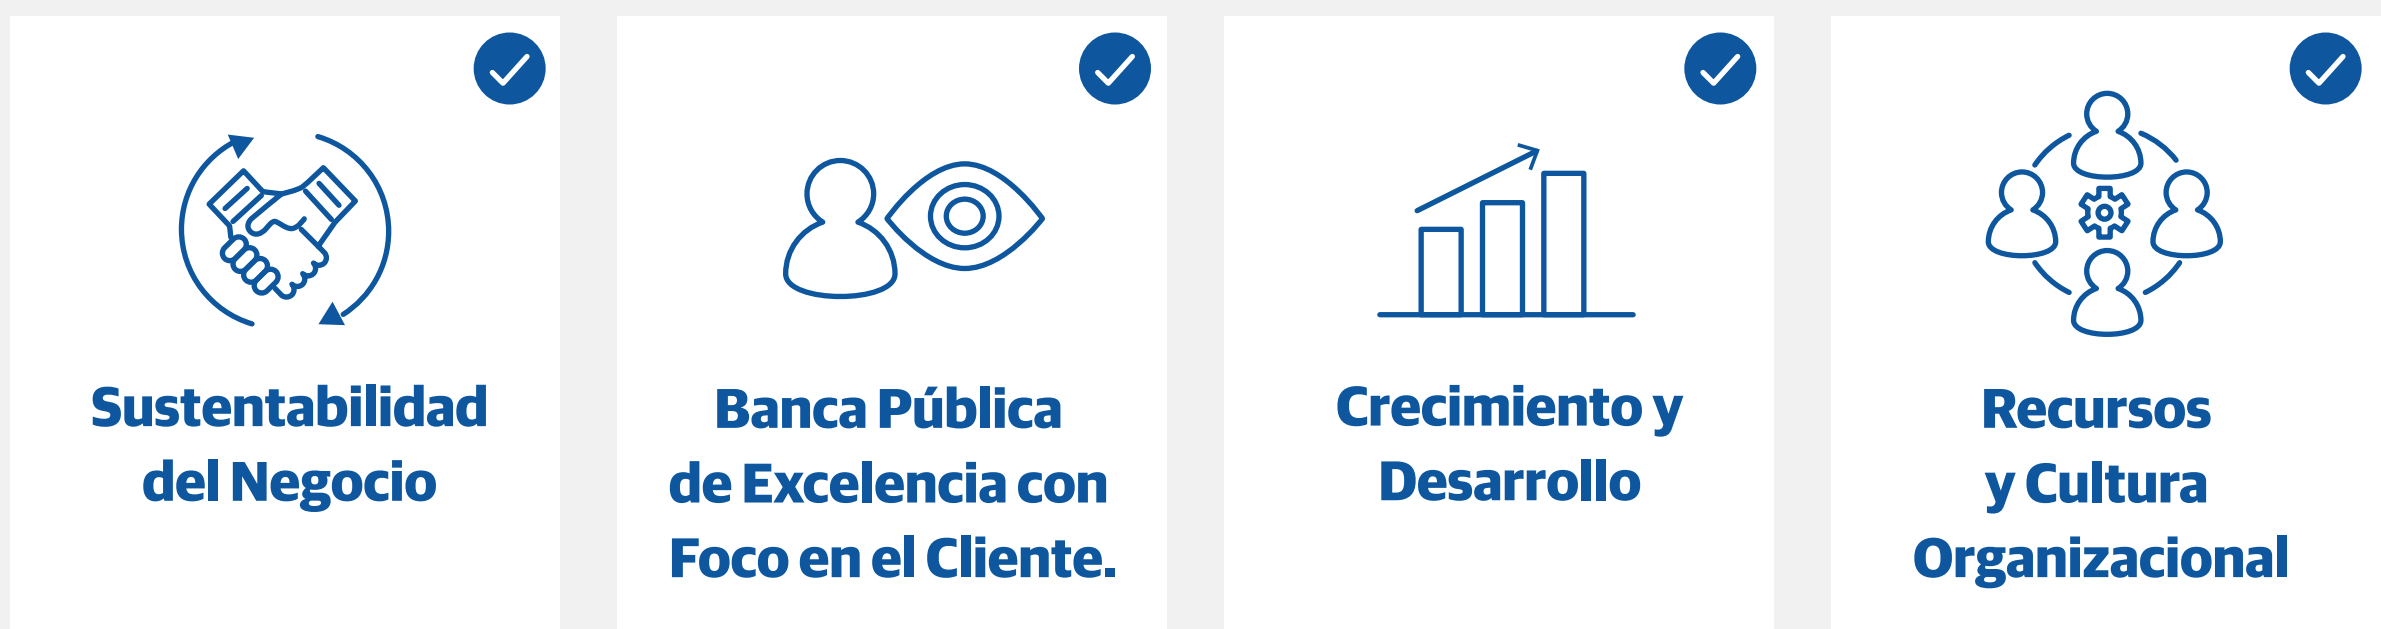 Sustentabilidad
del Negocio
Banca Pública
de Excelencia con
Foco en el Cliente.
Crecimiento y
Desarrollo
Recursos
y Cultura
Organizacional